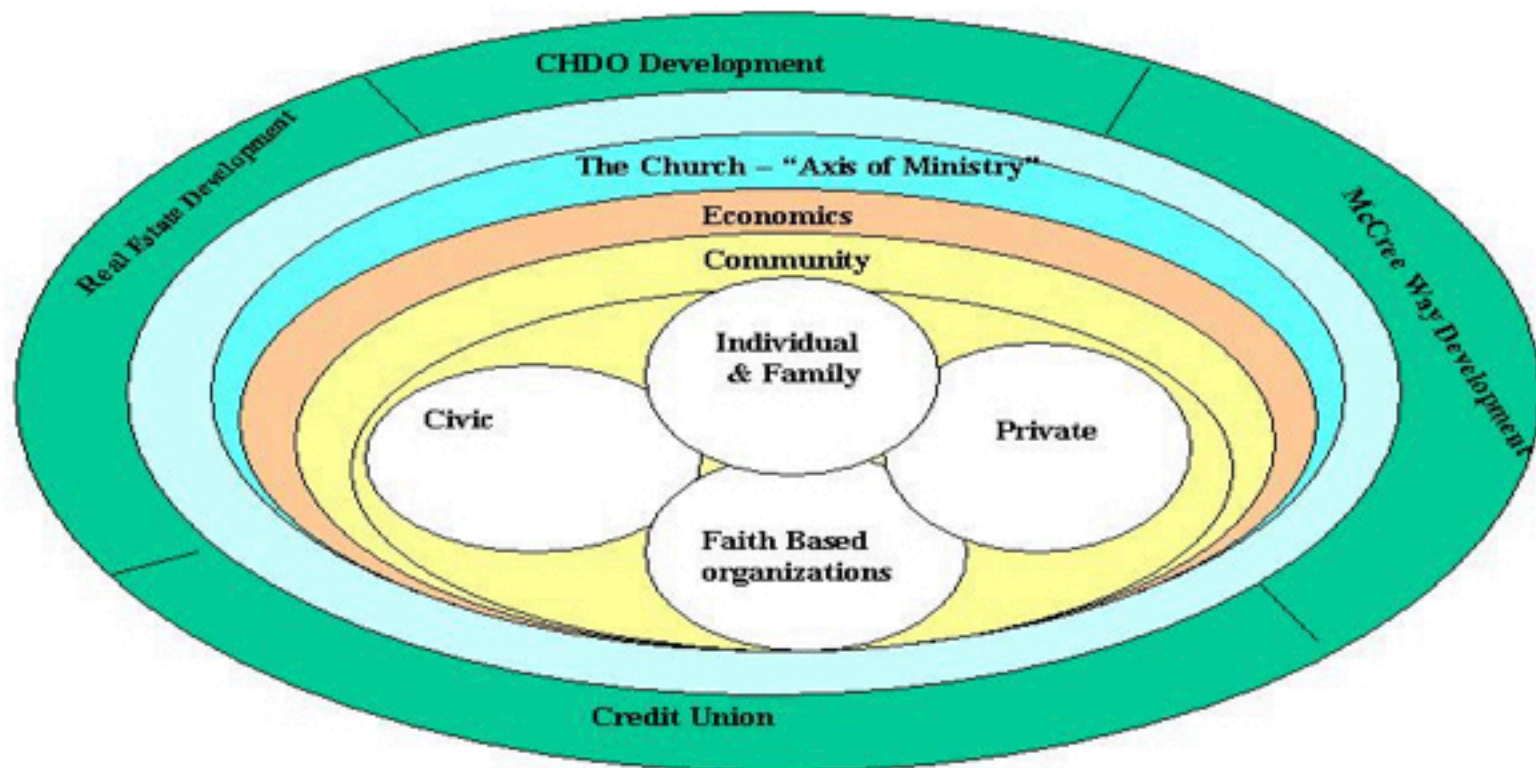 CHDO Development
Real Estate Development
The Church – “Axis of Ministry“
Economics
McCree Way Development
Community
Individual
& Family
Civic
Private
Faith Based
organizations
Credit Union